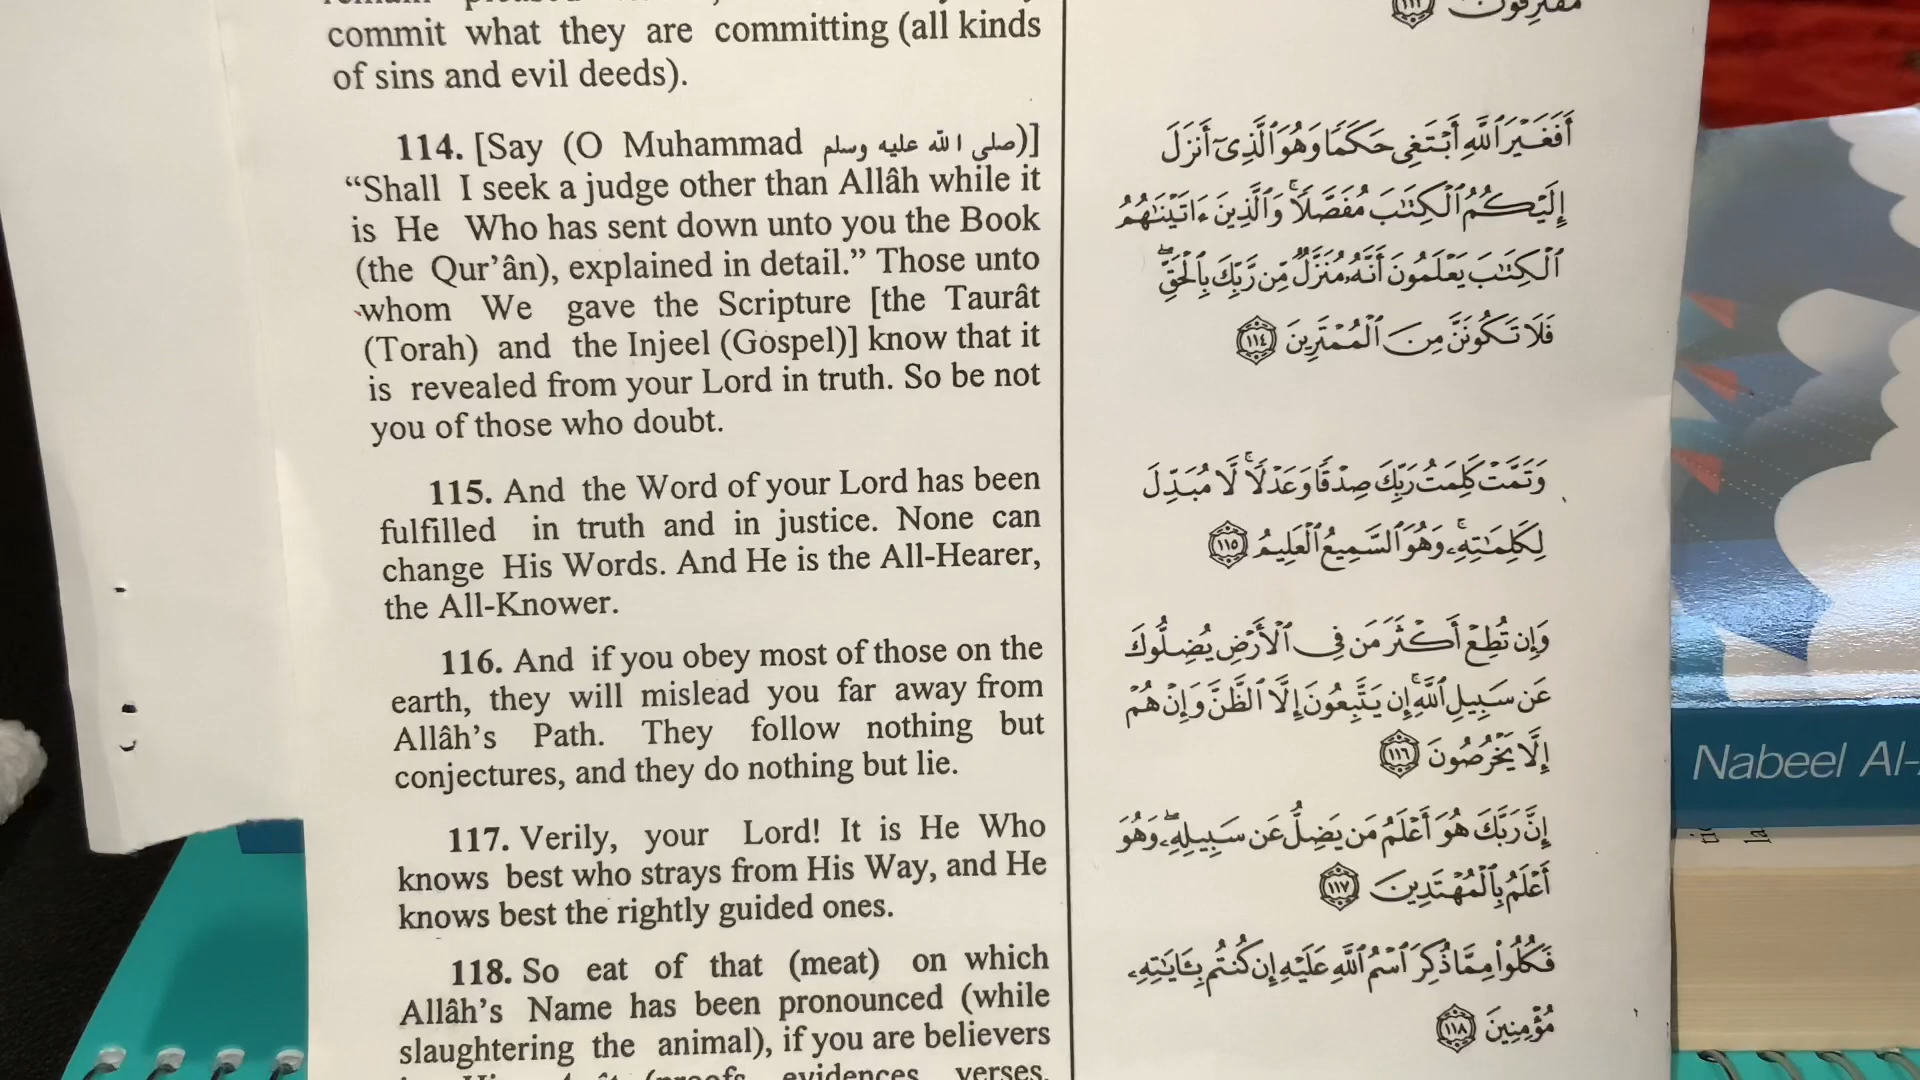 commit what they are committing (all kinds
of sins and evil deeds).
114. [Say (O Muhammad صلى الله عليه وسلم)]
“Shall I seek a judge other than Allâh while it
is He Who has sent down unto you the Book
(the Qur’ân), explained in detail.” Those unto
whom We gave the Scripture [the Taurât
(Torah) and the Injeel (Gospel)] know that it
is revealed from your Lord in truth. So be not
you of those who doubt.
115. And the Word of your Lord has been
fulfilled in truth and in justice. None can
change His Words. And He is the All-Hearer,
the All-Knower.
116. And if you obey most of those on the
earth, they will mislead you far away from
Allâh’s Path. They follow nothing but
conjectures, and they do nothing but lie.
117. Verily, your Lord! It is He Who
knows best who strays from His Way, and He
knows best the rightly guided ones.
118. So eat of that (meat) on which
Allâh’s Name has been pronounced (while
slaughtering the animal), if you are believers
(proofs, evidences, verses,
مُّقۡتَرِفُونَ ١١٣
أَفَغَيۡرَ ٱللَّهِ أَبۡتَغِي حَكَمٗا وَهُوَ ٱلَّذِيٓ أَنزَلَ
إِلَيۡكُمُ ٱلۡكِتَٰبَ مُفَصَّلٗاۚ وَٱلَّذِينَ ءَاتَيۡنَٰهُمُ
ٱلۡكِتَٰبَ يَعۡلَمُونَ أَنَّهُۥ مُنَزَّلٞ مِّن رَّبِّكَ بِٱلۡحَقِّۖ
فَلَا تَكُونَنَّ مِنَ ٱلۡمُمۡتَرِينَ ١١٤
وَتَمَّتۡ كَلِمَتُ رَبِّكَ صِدۡقٗا وَعَدۡلٗاۚ لَّا مُبَدِّلَ
لِكَلِمَٰتِهِۦۚ وَهُوَ ٱلسَّمِيعُ ٱلۡعَلِيمُ ١١٥
وَإِن تُطِعۡ أَكۡثَرَ مَن فِي ٱلۡأَرۡضِ يُضِلُّوكَ
عَن سَبِيلِ ٱللَّهِۚ إِن يَتَّبِعُونَ إِلَّا ٱلظَّنَّ وَإِنۡ هُمۡ
إِلَّا يَخۡرُصُونَ ١١٦
إِنَّ رَبَّكَ هُوَ أَعۡلَمُ مَن يَضِلُّ عَن سَبِيلِهِۦۖ وَهُوَ
أَعۡلَمُ بِٱلۡمُهۡتَدِينَ ١١٧
فَكُلُواْ مِمَّا ذُكِرَ ٱسۡمُ ٱللَّهِ عَلَيۡهِ إِن كُنتُم بِـَٔايَٰتِهِۦ
مُؤۡمِنِينَ ١١٨
Nabeel Al-